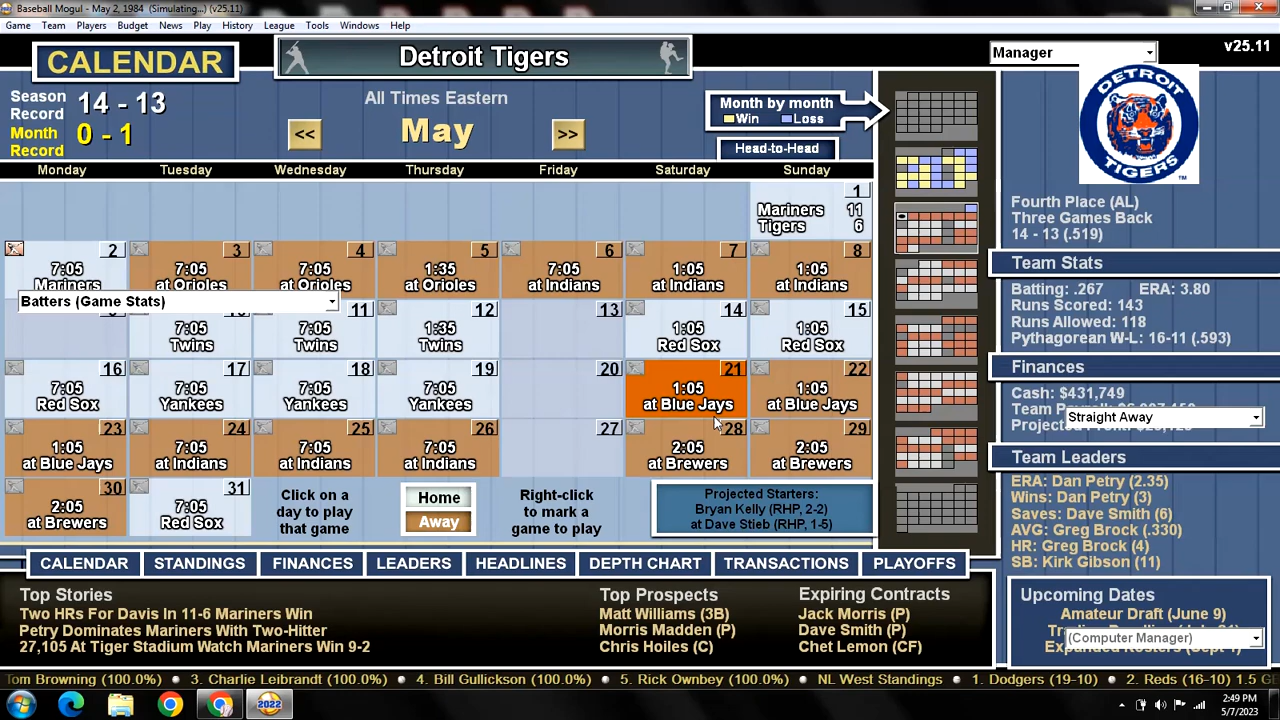 Baseball Mogul - May 2, 1984 (Simulating...) (v25.11)
Game Team Players Budget News Play History League Tools Windows Help
CALENDAR
Detroit Tigers
Manager
v25.11
Season Record 14 - 13
Month Record 0 - 1
All Times Eastern
<< May >>
Month by month
Win Loss
Head-to-Head
DETROIT
TIGERS
Monday Tuesday Wednesday Thursday Friday Saturday Sunday
1
Mariners 11
Tigers 6
2 3 4 5 6 7 8
7:05 7:05 7:05 1:35 7:05 1:05 1:05
Mariners at Orioles at Orioles at Orioles at Indians at Indians at Indians
Batters (Game Stats)
11 12 13 14 15
7:05 7:05 1:35 1:05 1:05
Twins Twins Twins Red Sox Red Sox
16 17 18 19 20 21 22
7:05 7:05 7:05 7:05 1:05 1:05
Red Sox Yankees Yankees Yankees at Blue Jays at Blue Jays
23 24 25 26 27 28 29
1:05 7:05 7:05 7:05 2:05 2:05
at Blue Jays at Indians at Indians at Indians at Brewers at Brewers
30 31
2:05 7:05
at Brewers Red Sox
Click on a day to play that game
Home
Away
Right-click to mark a game to play
Projected Starters:
Bryan Kelly (RHP, 2-2)
at Dave Stieb (RHP, 1-5)
Fourth Place (AL)
Three Games Back
14 - 13 (.519)
Team Stats
Batting: .267 ERA: 3.80
Runs Scored: 143
Runs Allowed: 118
Pythagorean W-L: 16-11 (.593)
Finances
Cash: $431,749
Straight Away
Team Leaders
ERA: Dan Petry (2.35)
Wins: Dan Petry (3)
Saves: Dave Smith (6)
AVG: Greg Brock (.330)
HR: Greg Brock (4)
SB: Kirk Gibson (11)
Upcoming Dates
Amateur Draft (June 9)
(Computer Manager)
CALENDAR STANDINGS FINANCES LEADERS HEADLINES DEPTH CHART TRANSACTIONS PLAYOFFS
Top Stories
Two HRs For Davis In 11-6 Mariners Win
Petry Dominates Mariners With Two-Hitter
27,105 At Tiger Stadium Watch Mariners Win 9-2
Top Prospects
Matt Williams (3B)
Morris Madden (P)
Chris Hoiles (C)
Expiring Contracts
Jack Morris (P)
Dave Smith (P)
Chet Lemon (CF)
Tom Browning (100.0%) • 3. Charlie Leibrandt (100.0%) • 4. Bill Gullickson (100.0%) • 5. Rick Ownbey (100.0%) • NL West Standings • 1. Dodgers (19-10) • 2. Reds (16-10) 1.5
2022
2:49 PM
5/7/2023